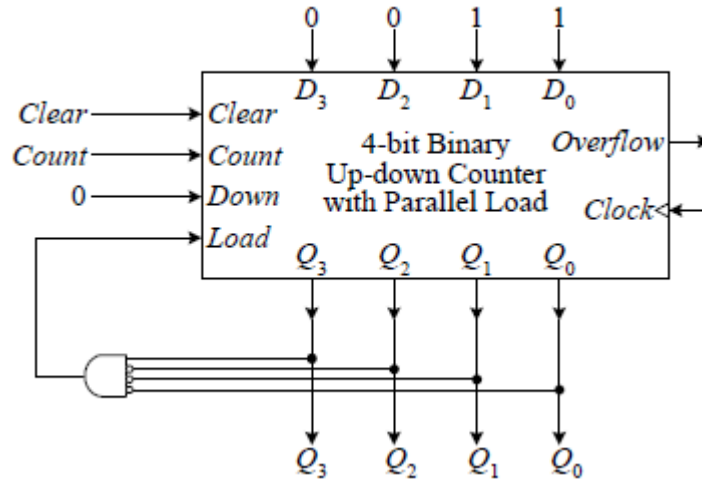 0 0 1 1
D3 D2 D1 D0
Clear Clear
Count Count
0 Down
Load
4-bit Binary
Up-down Counter
with Parallel Load
Overflow
Clock
Q3 Q2 Q1 Q0
Q3 Q2 Q1 Q0